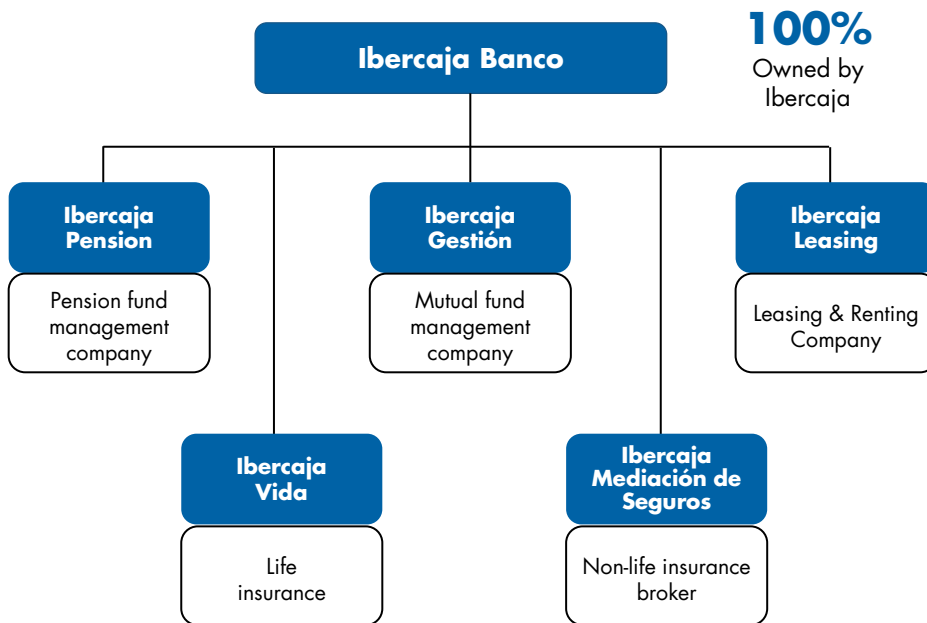 Ibercaja Banco
100%
Owned by
Ibercaja
Ibercaja
Pension
Pension fund
management
company
Ibercaja
Gestión
Mutual fund
management
company
Ibercaja
Leasing
Leasing & Renting
Company
Ibercaja
Vida
Life
insurance
Ibercaja
Mediación de
Seguros
Non-life insurance
broker